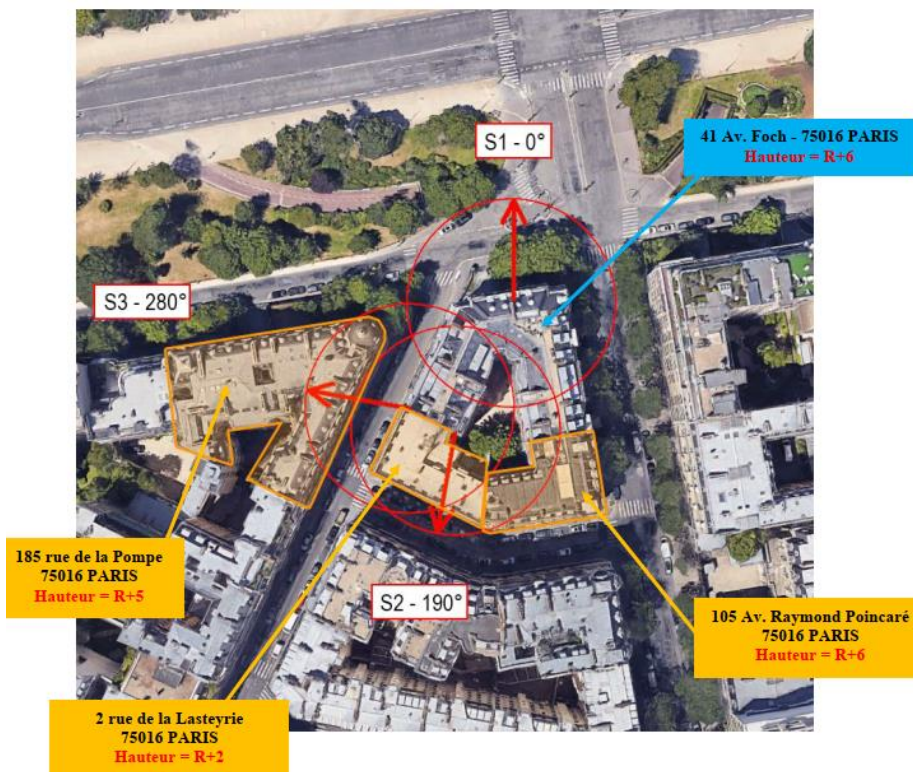 S1 - 0°
41 Av. Foch - 75016 PARIS
Hauteur = R+6
S3 - 280°
185 rue de la Pompe
75016 PARIS
Hauteur = R+5
S2 - 190°
105 Av. Raymond Poincaré
75016 PARIS
Hauteur = R+6
2 rue de la Lasteyrie
75016 PARIS
Hauteur = R+2